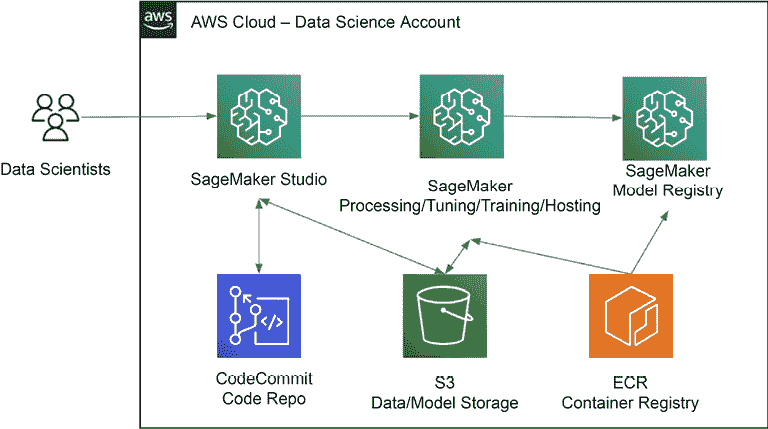 aws
AWS Cloud – Data Science Account
Data Scientists
SageMaker Studio
SageMaker
Processing/Tuning/Training/Hosting
SageMaker
Model Registry
</>
CodeCommit
Code Repo
S3
Data/Model Storage
ECR
Container Registry